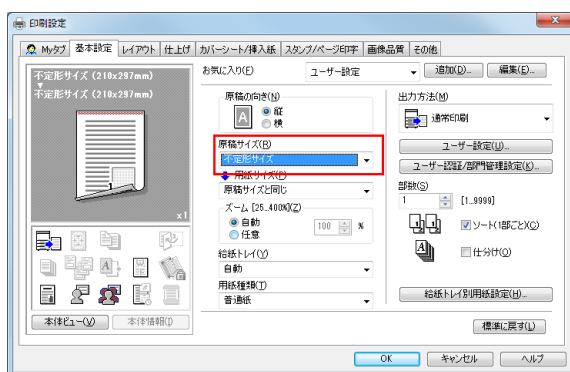 印刷設定
Myタブ 基本設定 レイアウト 仕上げ カバーシート/挿入紙 スタンプ/ページ印字 画像品質 その他
不定形サイズ (210x297mm)
不定形サイズ (210x297mm)
x1
本体ビュー(V) 本体情報(I)
お気に入り(F) ユーザー設定 追加(D)... 編集(E)...
原稿の向き(N)
A
縦
横
原稿サイズ(R)
不定形サイズ
用紙サイズ(P)
原稿サイズと同じ
ズーム [25..400%](Z)
自動
任意
100 %
給紙トレイ(Y)
自動
用紙種類(T)
普通紙
出力方法(M)
通常印刷
ユーザー設定(U)...
ユーザー認証/部門管理設定(K)...
部数(S)
1 [1..9999]
ソート(1部ごと)(C)
仕分け(O)
給紙トレイ別用紙設定(H)...
標準に戻す(L)
OK キャンセル ヘルプ